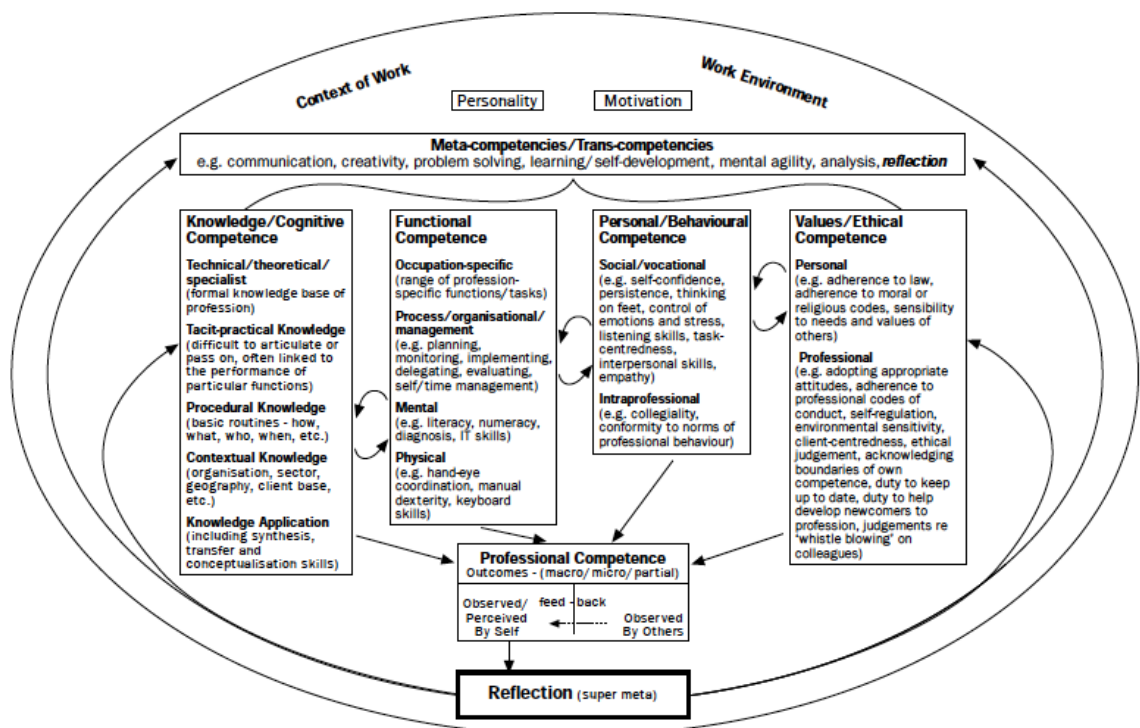 Context of Work
Work Environment
Personality
Motivation
Meta-competencies/Trans-competencies
e.g. communication, creativity, problem solving, learning/self-development, mental agility, analysis, reflection
Knowledge/Cognitive
Competence
Technical/theoretical/
specialist
(formal knowledge base of
profession)
Tacit-practical Knowledge
(difficult to articulate or
pass on, often linked to
the performance of
particular functions)
Procedural Knowledge
(basic routines - how,
what, who, when, etc.)
Contextual Knowledge
(organisation, sector,
geography, client base,
etc.)
Knowledge Application
(including synthesis,
transfer and
conceptualisation skills)
Functional
Competence
Occupation-specific
(range of profession-
specific functions/tasks)
Process/organisational/
management
(e.g. planning,
monitoring, implementing,
delegating, evaluating,
self/time management)
Mental
(e.g. literacy, numeracy,
diagnosis, IT skills)
Physical
(e.g. hand-eye
coordination, manual
dexterity, keyboard
skills)
Personal/Behavioural
Competence
Social/vocational
(e.g. self-confidence,
persistence, thinking
on feet, control of
emotions and stress,
listening skills, task-
centredness,
interpersonal skills,
empathy)
Intraprofessional
(e.g. collegiality,
conformity to norms of
professional behaviour)
Values/Ethical
Competence
Personal
(e.g. adherence to law,
adherence to moral or
religious codes, sensibility
to needs and values of
others)
Professional
(e.g. adopting appropriate
attitudes, adherence to
professional codes of
conduct, self-regulation,
environmental sensitivity,
client-centredness, ethical
judgement, acknowledging
boundaries of own
competence, duty to keep
up to date, duty to help
develop newcomers to
profession, judgements re
'whistle blowing' on
colleagues)
Professional Competence
Outcomes - (macro/micro/partial)
Observed/
Perceived
By Self
feed - back
Observed
By Others
Reflection (super meta)